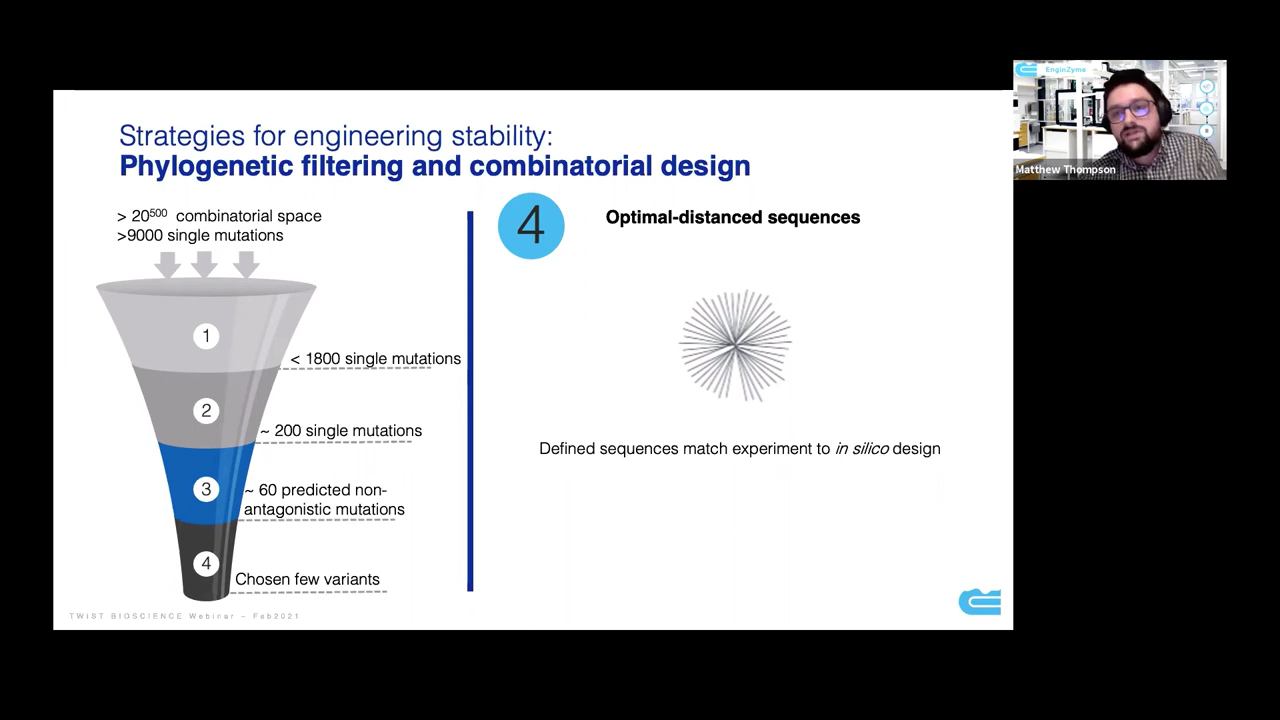 Strategies for engineering stability:
Phylogenetic filtering and combinatorial design
> 20⁵⁰⁰ combinatorial space
>9000 single mutations
1
< 1800 single mutations
2
~ 200 single mutations
3
~ 60 predicted non-
antagonistic mutations
4
Chosen few variants
TWIST BIOSCIENCE Webinar – Feb2021
4
Optimal-distanced sequences
Defined sequences match experiment to in silico design
EnginZyme
Matthew Thompson